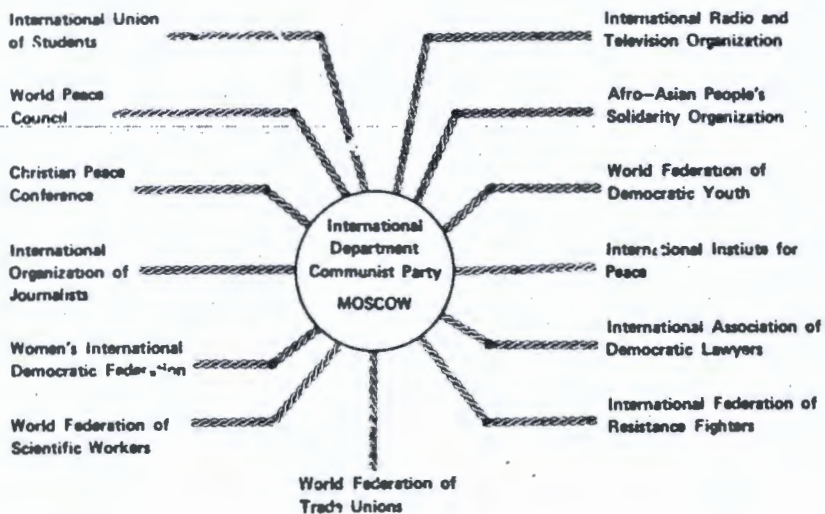 International Union
of Students
World Peace
Council
Christian Peace
Conference
International
Organization of
Journalists
Women's International
Democratic Federation
World Federation of
Scientific Workers
World Federation of
Trade Unions
International
Department
Communist Party
MOSCOW
International Radio and
Television Organization
Afro-Asian People's
Solidarity Organization
World Federation of
Democratic Youth
International Instiute for
Peace
International Association of
Democratic Lawyers
International Federation of
Resistance Fighters